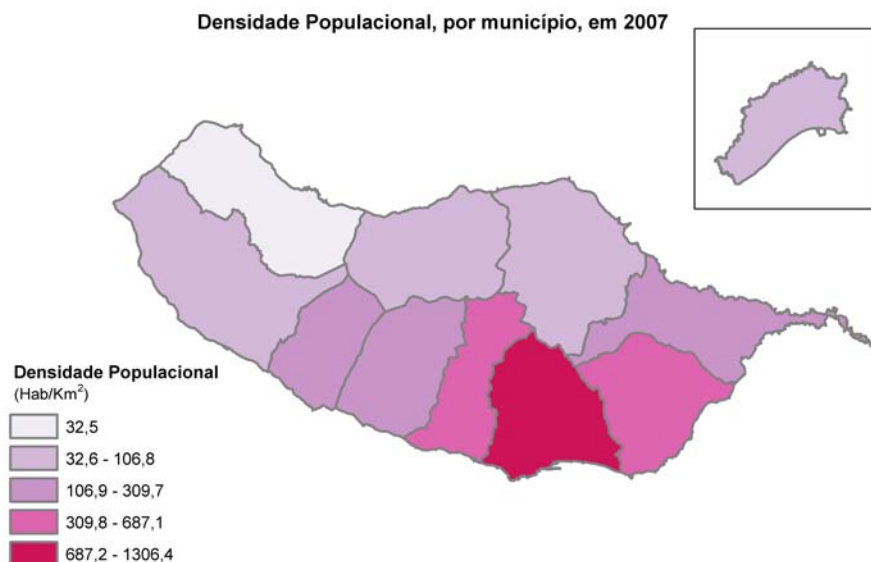 Densidade Populacional, por município, em 2007
Densidade Populacional
(Hab/Km²)
32,5
32,6 - 106,8
106,9 - 309,7
309,8 - 687,1
687,2 - 1306,4